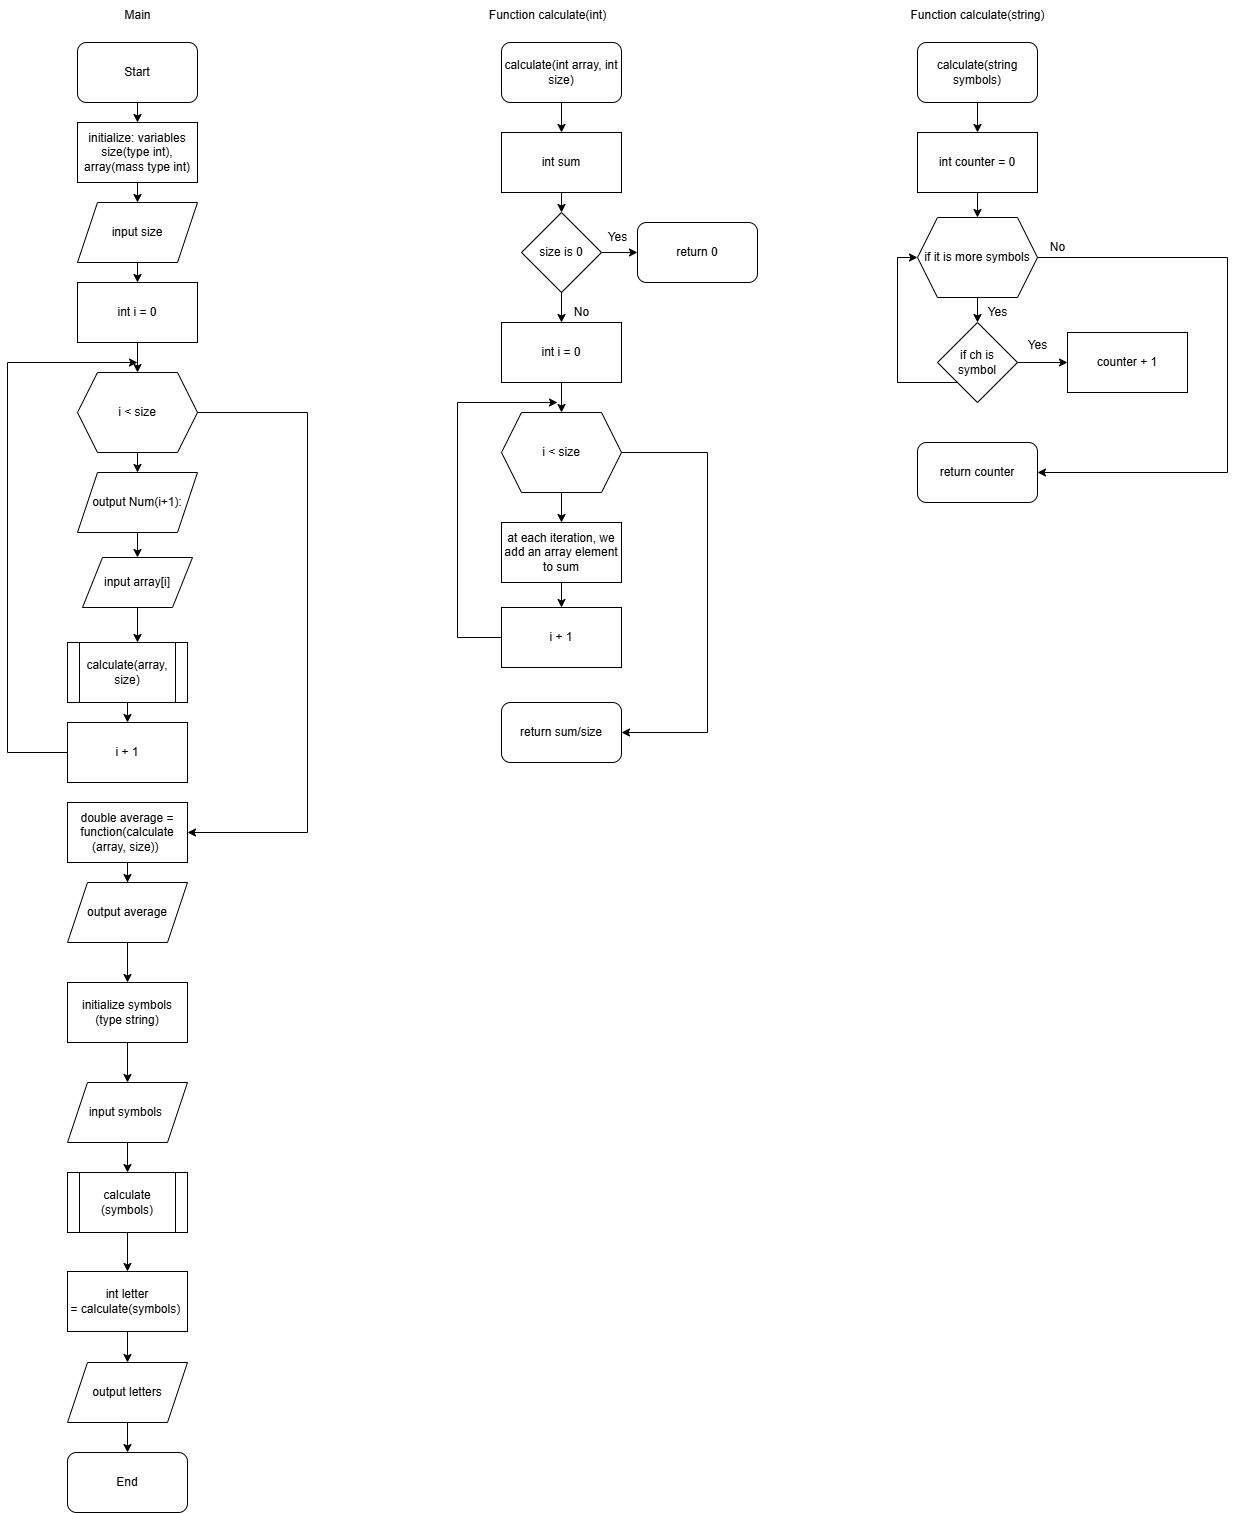 Main
Start
initialize: variables
size(type int),
array(mass type int)
input size
int i = 0
i < size
output Num(i+1):
input array[i]
calculate(array,
size)
i + 1
double average =
function(calculate
(array, size))
output average
initialize symbols
(type string)
input symbols
calculate
(symbols)
int letter
= calculate(symbols)
output letters
End
Function calculate(int)
calculate(int array, int
size)
int sum
size is 0
Yes
return 0
No
int i = 0
i < size
at each iteration, we
add an array element
to sum
i + 1
return sum/size
Function calculate(string)
calculate(string
symbols)
int counter = 0
if it is more symbols
No
Yes
if ch is
symbol
Yes
counter + 1
return counter